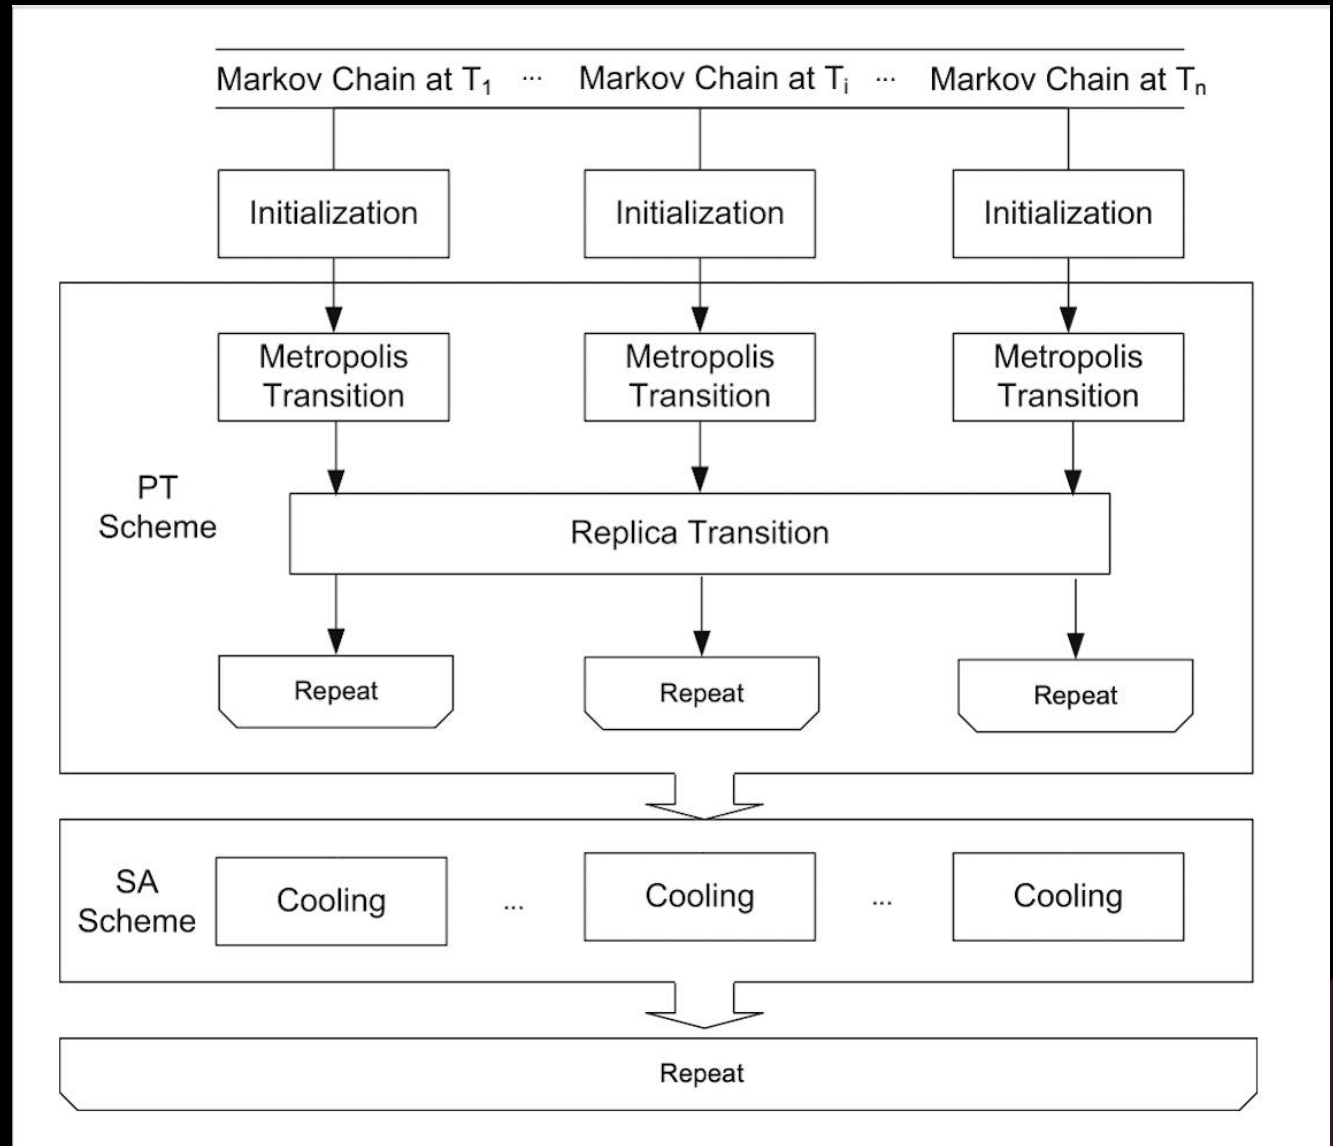 Markov Chain at T1 ... Markov Chain at Ti ... Markov Chain at Tn
Initialization Initialization Initialization
Metropolis Metropolis Metropolis
Transition Transition Transition
PT
Scheme
Replica Transition
Repeat Repeat Repeat
SA
Scheme
Cooling ... Cooling ... Cooling
Repeat